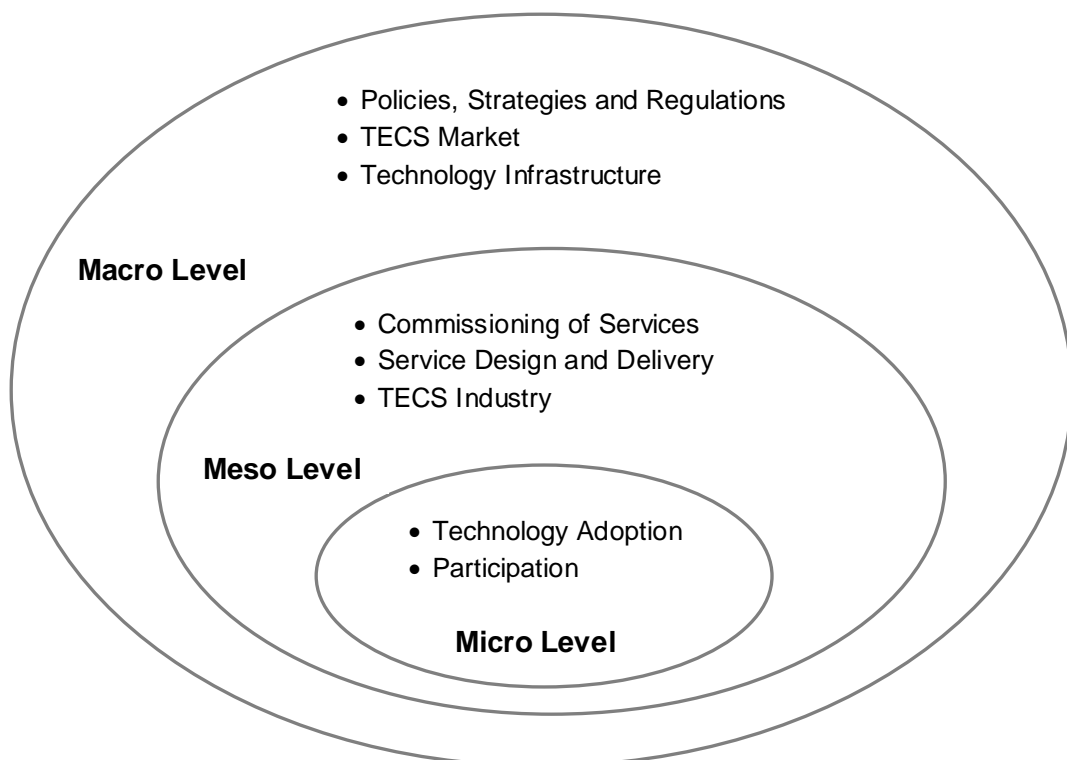 • Policies, Strategies and Regulations
• TECS Market
• Technology Infrastructure
Macro Level
• Commissioning of Services
• Service Design and Delivery
• TECS Industry
Meso Level
• Technology Adoption
• Participation
Micro Level